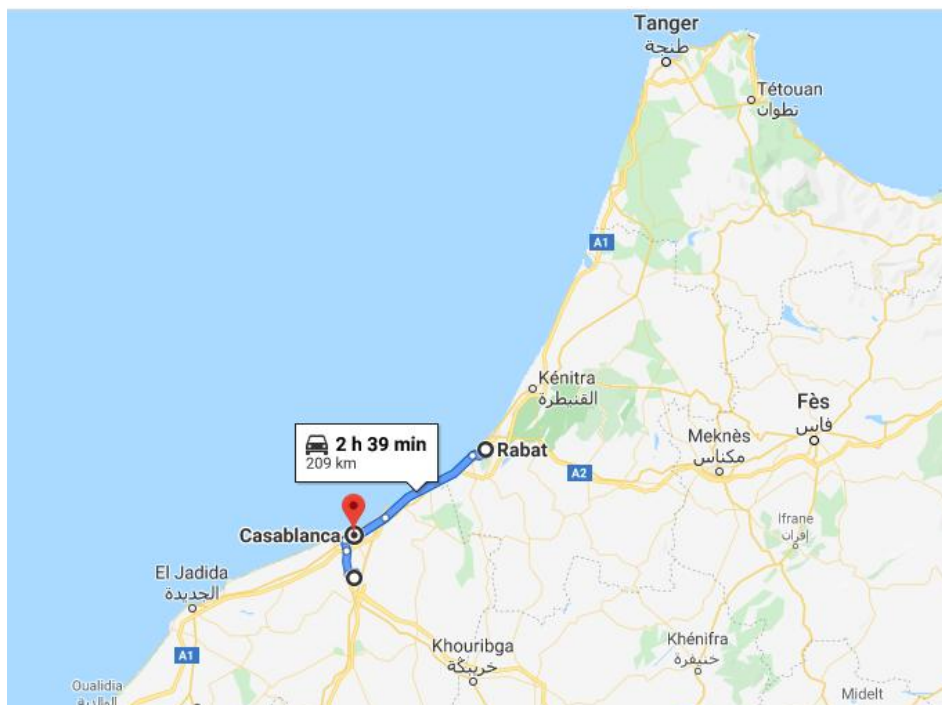 Tanger
طنجة
Tétouan
تطوان
A1
Kénitra
القنيطرة
Fès
فاس
Meknès
مكناس
2 h 39 min
209 km
Rabat
A2
Casablanca
Ifrane
إفران
El Jadida
الجديدة
Khouribga
خريبكة
Khénifra
خنيفرة
A1
Oualidia
الوالدية
Midelt